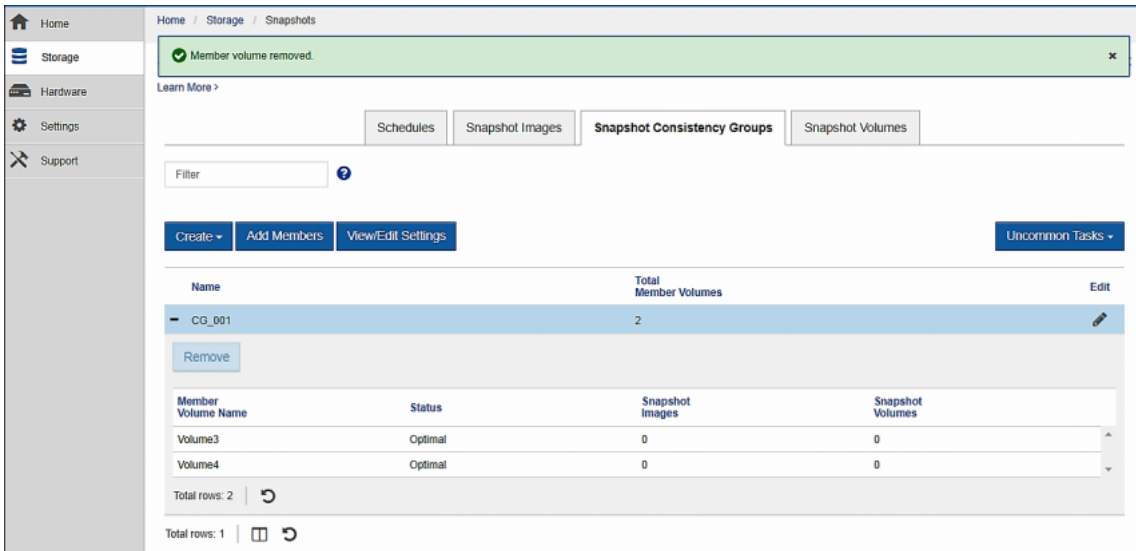 Home
Storage
Hardware
Settings
Support
Home / Storage / Snapshots
Member volume removed.
Learn More >
Schedules
Snapshot Images
Snapshot Consistency Groups
Snapshot Volumes
Filter
Create
Add Members
View/Edit Settings
Uncommon Tasks
Name
Total
Member Volumes
Edit
CG_001
2
Remove
Member
Volume Name
Status
Snapshot
Images
Snapshot
Volumes
Volume3
Optimal
0
0
Volume4
Optimal
0
0
Total rows: 2
Total rows: 1